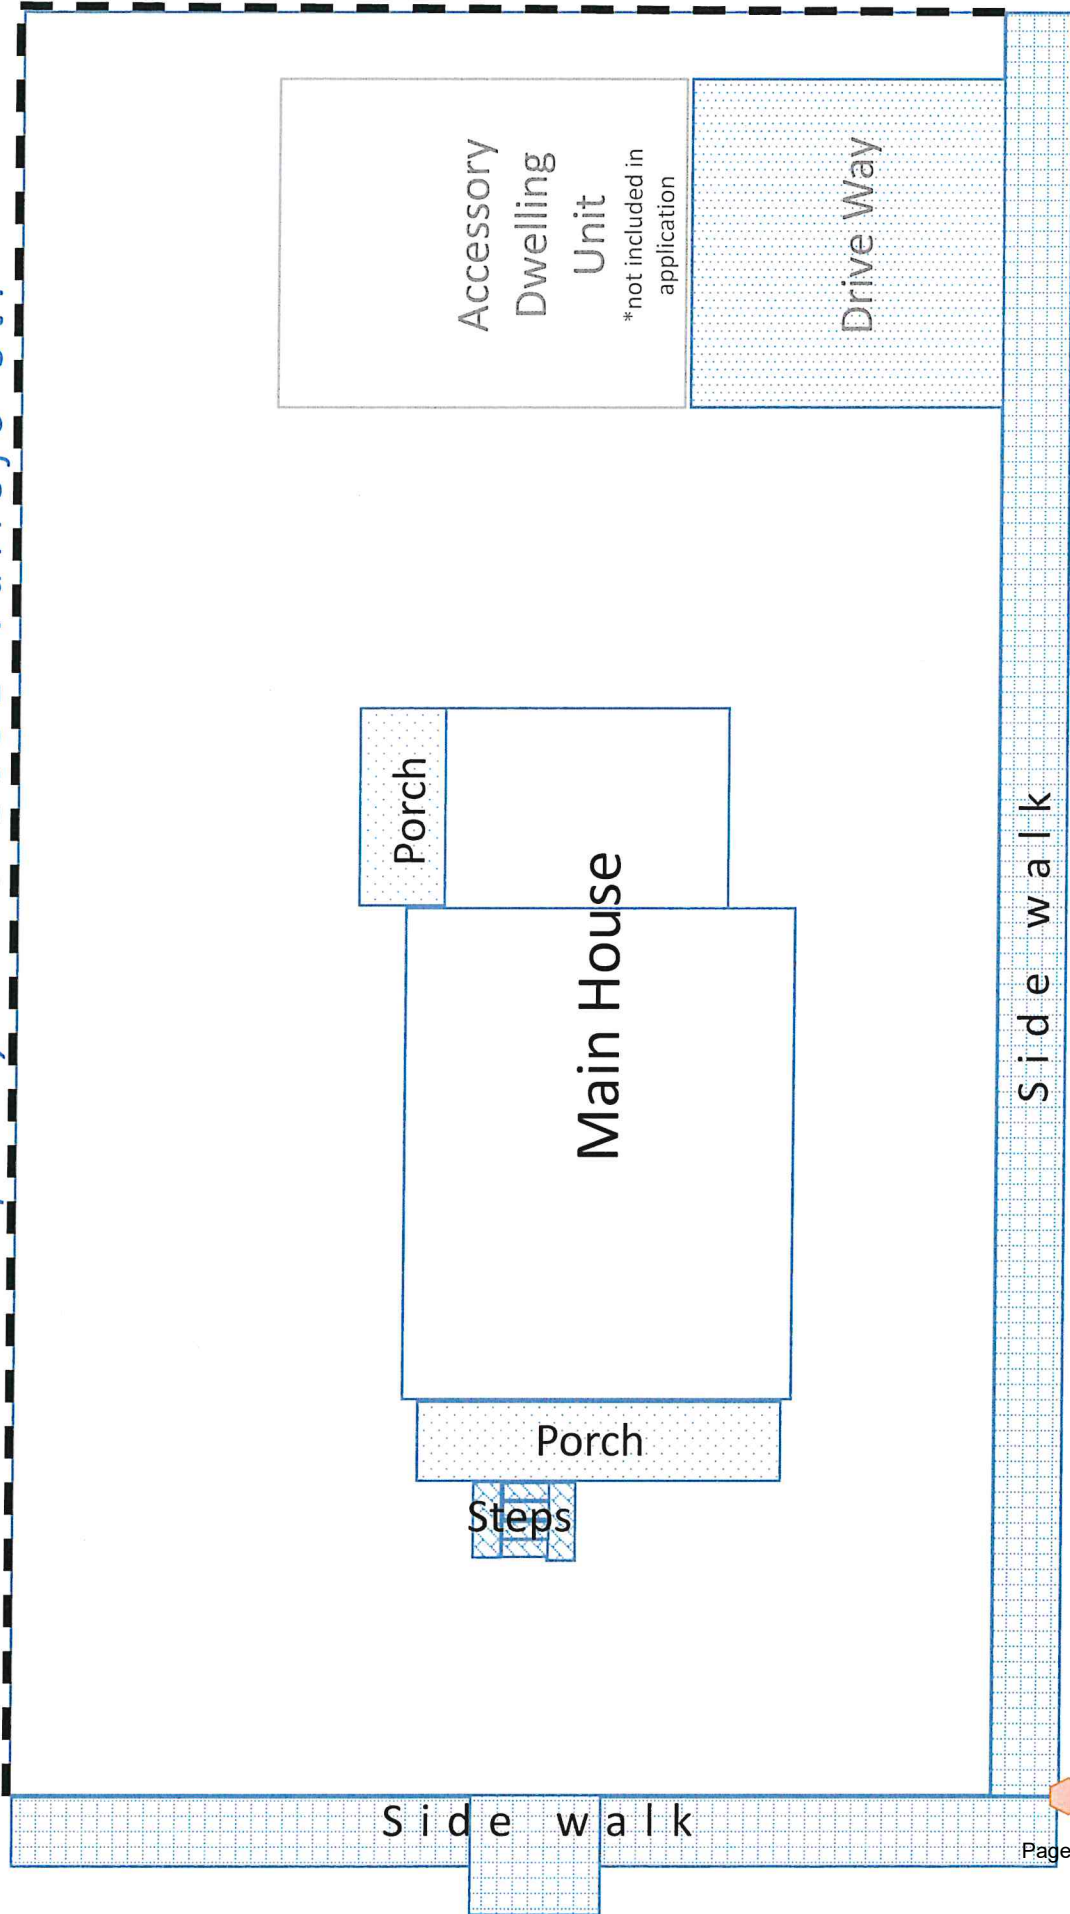 Accessory
Dwelling
Unit
*not included in
application
Drive Way
Porch
Main House
Side walk
Porch
Steps
Side walk
Page